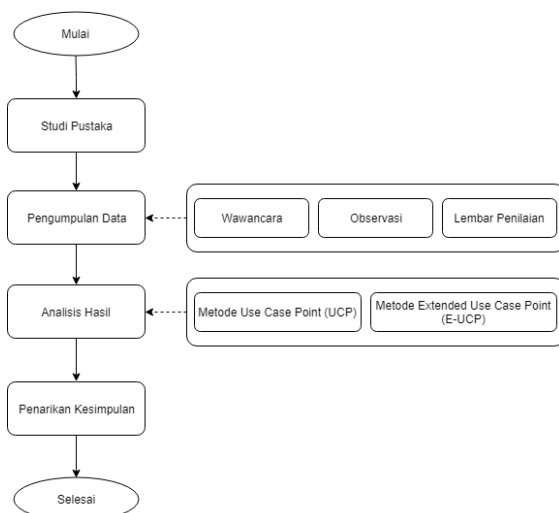 Mulai
Studi Pustaka
Pengumpulan Data
Wawancara
Observasi
Lembar Penilaian
Analisis Hasil
Metode Use Case Point (UCP)
Metode Extended Use Case Point
(E-UCP)
Penarikan Kesimpulan
Selesai